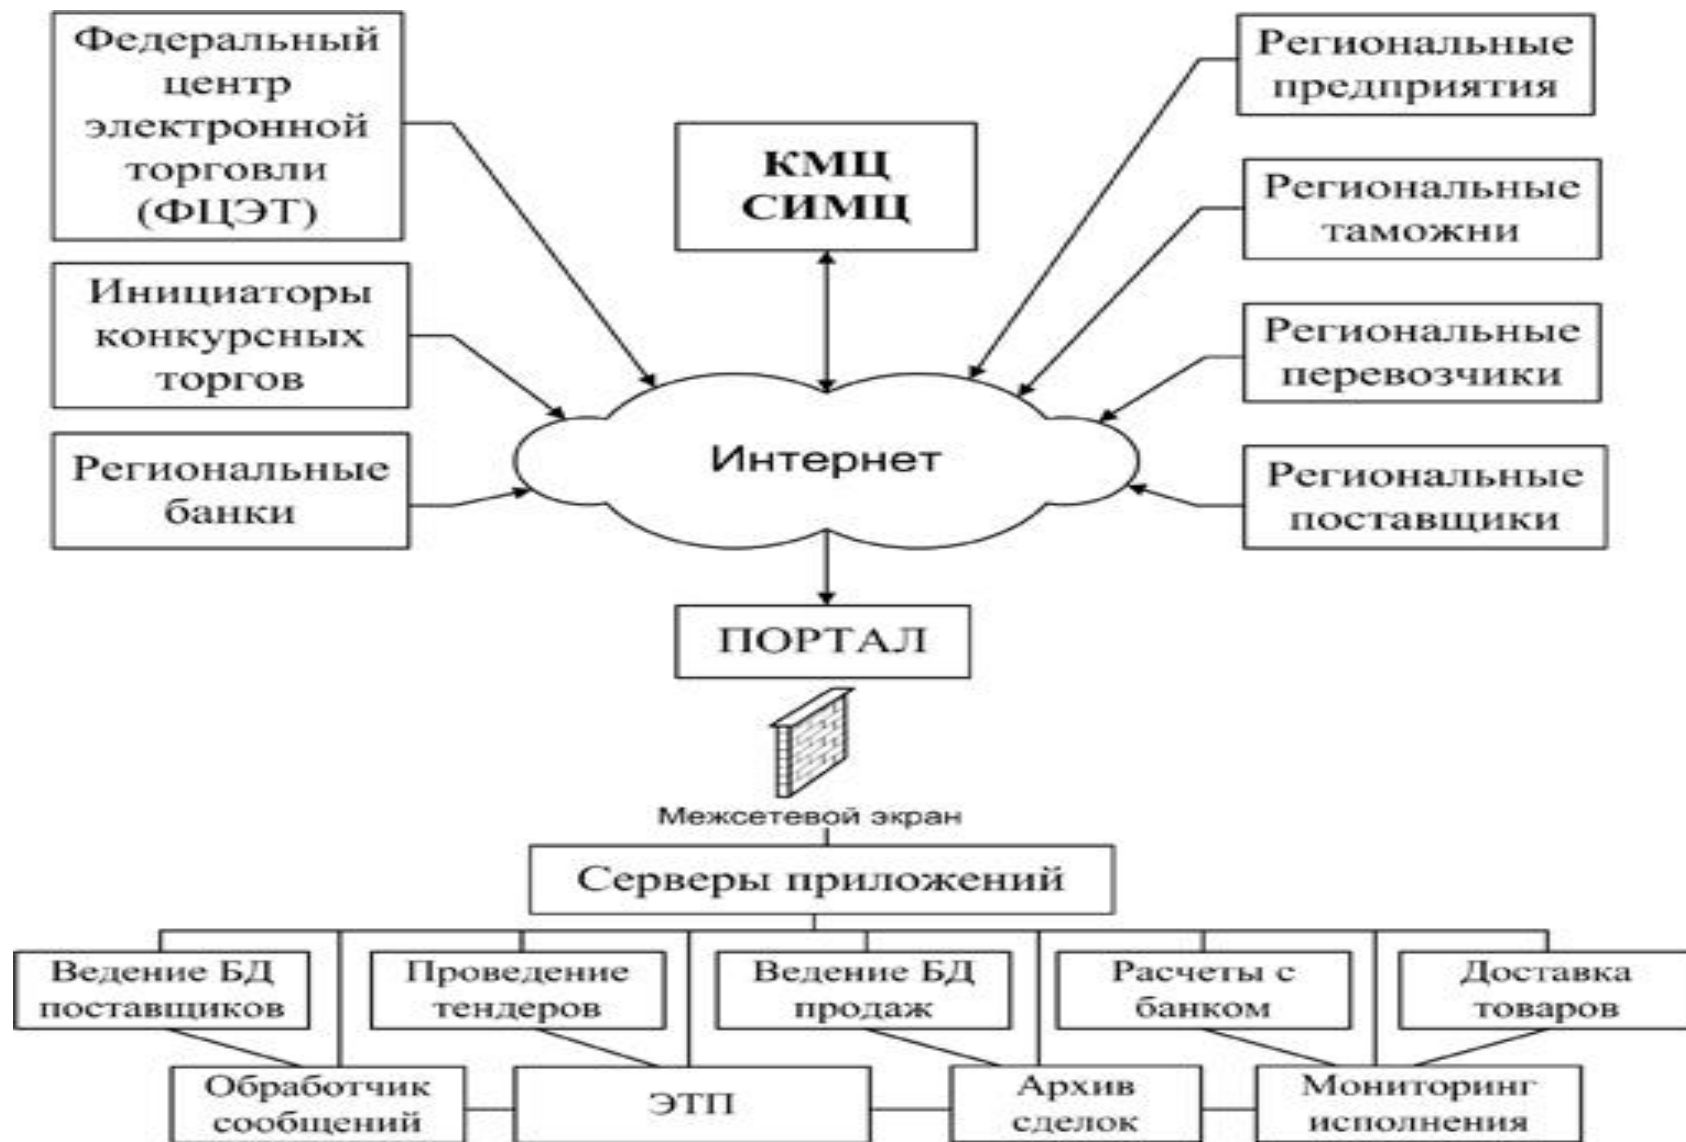 Федеральный
центр
электронной
торговли
(ФЦЭТ)
Инициаторы
конкурсных
торгов
Региональные
банки
КМЦ
СИМЦ
Региональные
предприятия
Региональные
таможни
Региональные
перевозчики
Региональные
поставщики
Интернет
ПОРТАЛ
Межсетевой экран
Серверы приложений
Ведение БД
поставщиков
Проведение
тендеров
Ведение БД
продаж
Расчеты с
банком
Доставка
товаров
Обработчик
сообщений
ЭТП
Архив
сделок
Мониторинг
исполнения